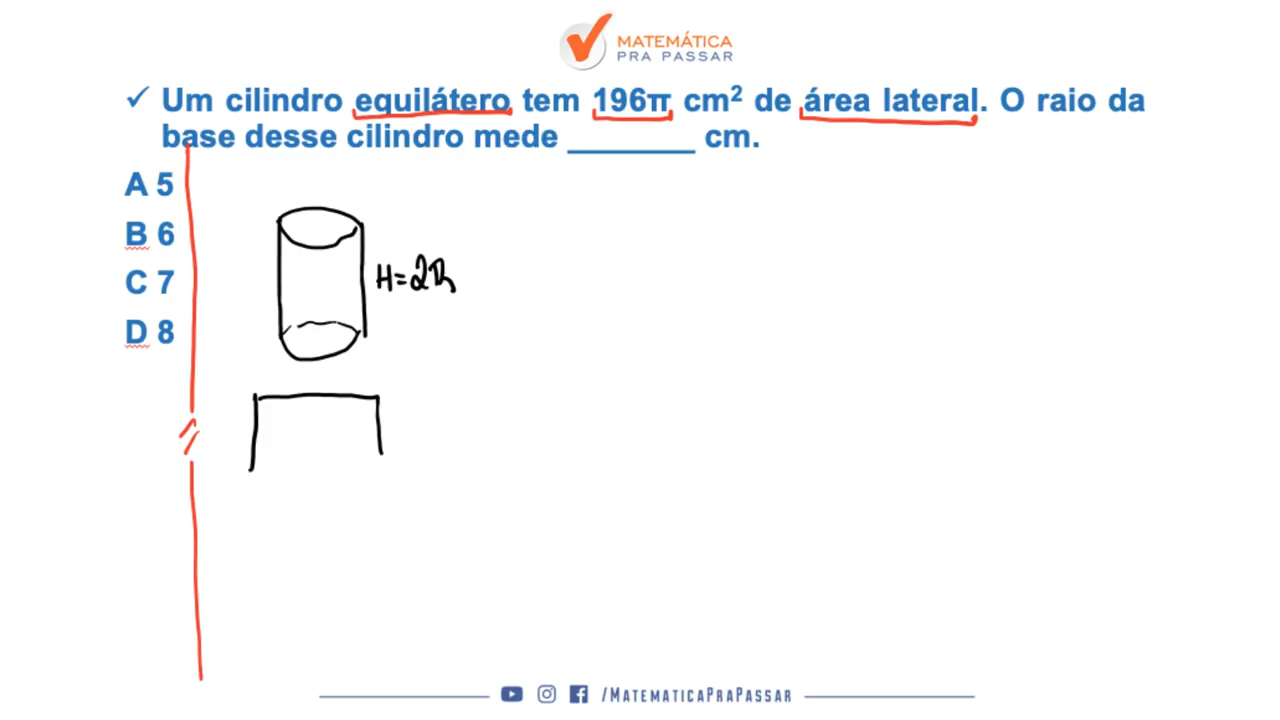 MATEMÁTICA
PRA PASSAR
✓ Um cilindro equilátero tem 196π cm² de área lateral. O raio da
base desse cilindro mede _______ cm.
A 5
B 6
C 7
D 8
H=2R
/MATEMATICAPRAPASSAR